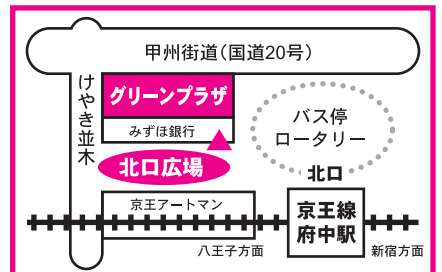 甲州街道(国道20号)
けやき並木
グリーンプラザ
みずほ銀行
バス停
ロータリー
北口広場
北口
京王アートマン
京王線
府中駅
八王子方面
新宿方面